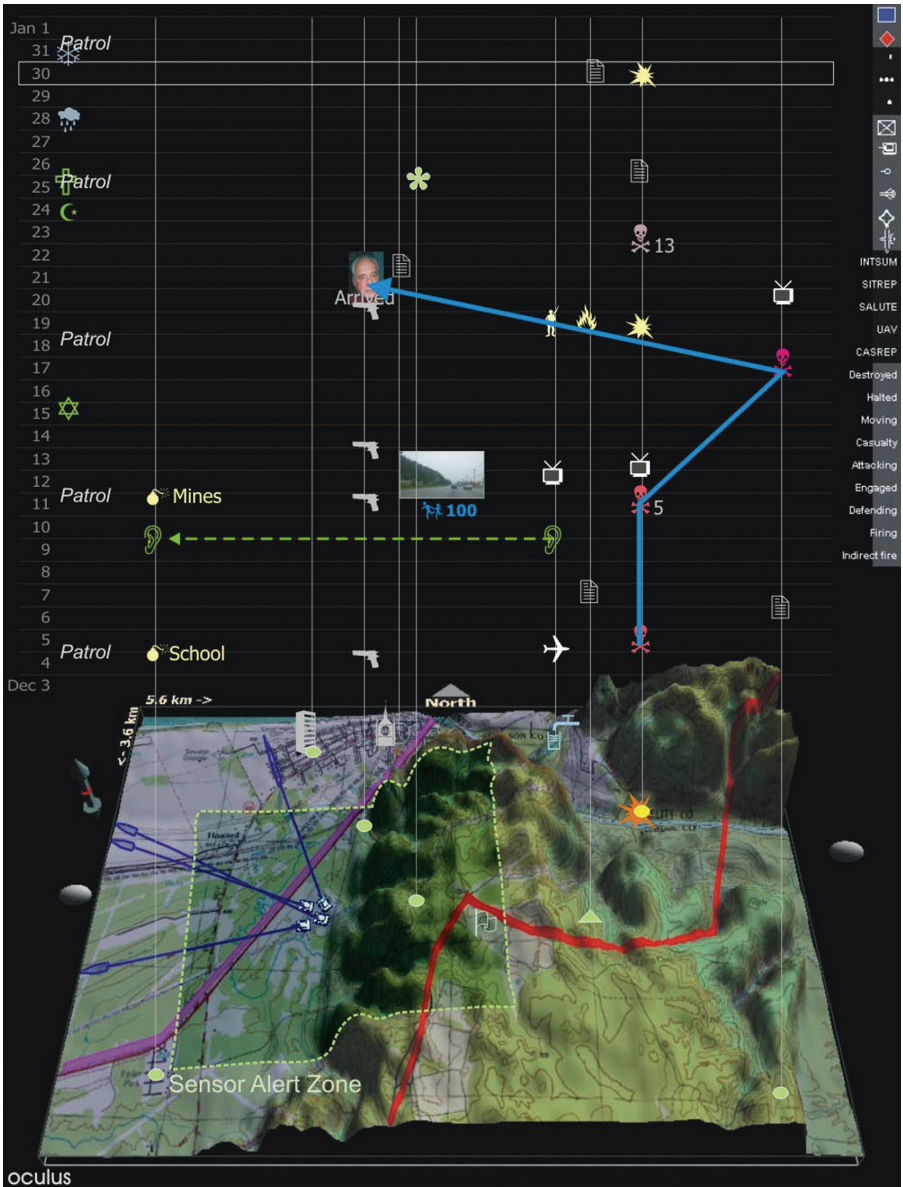 Jan 1
31 Patrol
30
29
28
27
26
25 Patrol
24
23
13
22
INTSUM
21
SITREP
20 Arrived
SALUTE
19
UAV
18 Patrol
CASREP
17
Destroyed
16
Halted
15
Moving
14
Casualty
13
Attacking
12
Engaged
11 Patrol Mines
100
5
Defending
10
Firing
9
Indirect fire
8
7
6
5
4 Patrol School
Dec 3
5.6 km ->
North
<- 3.6 km
Howard
Sensor Alert Zone
oculus